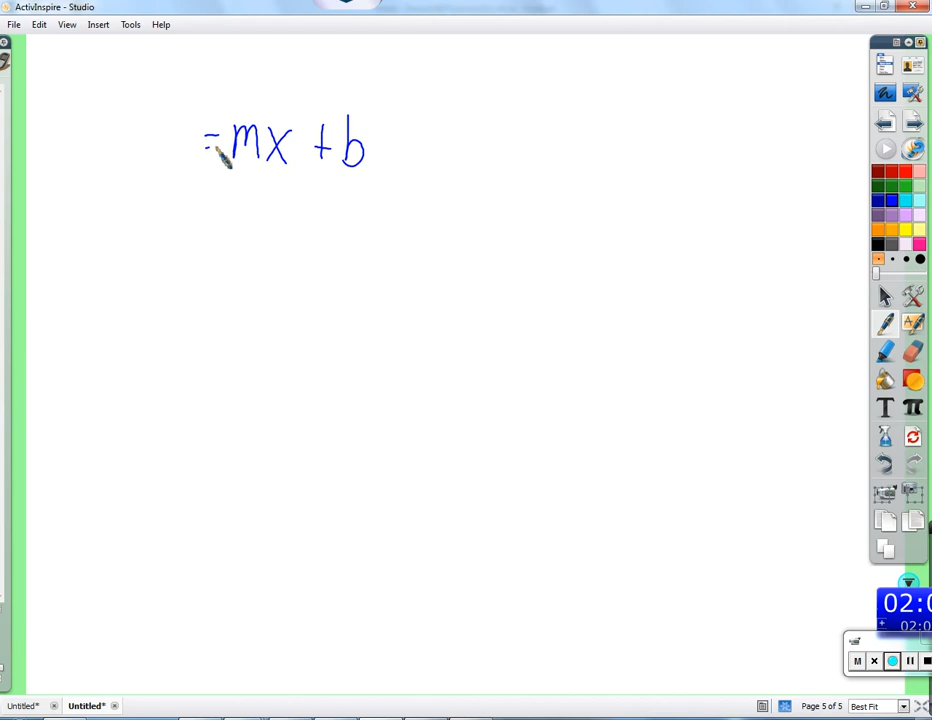 ActivInspire - Studio
File Edit View Insert Tools Help
= mx + b
02:0
02:0
M
Untitled* Untitled* Page 5 of 5 Best Fit